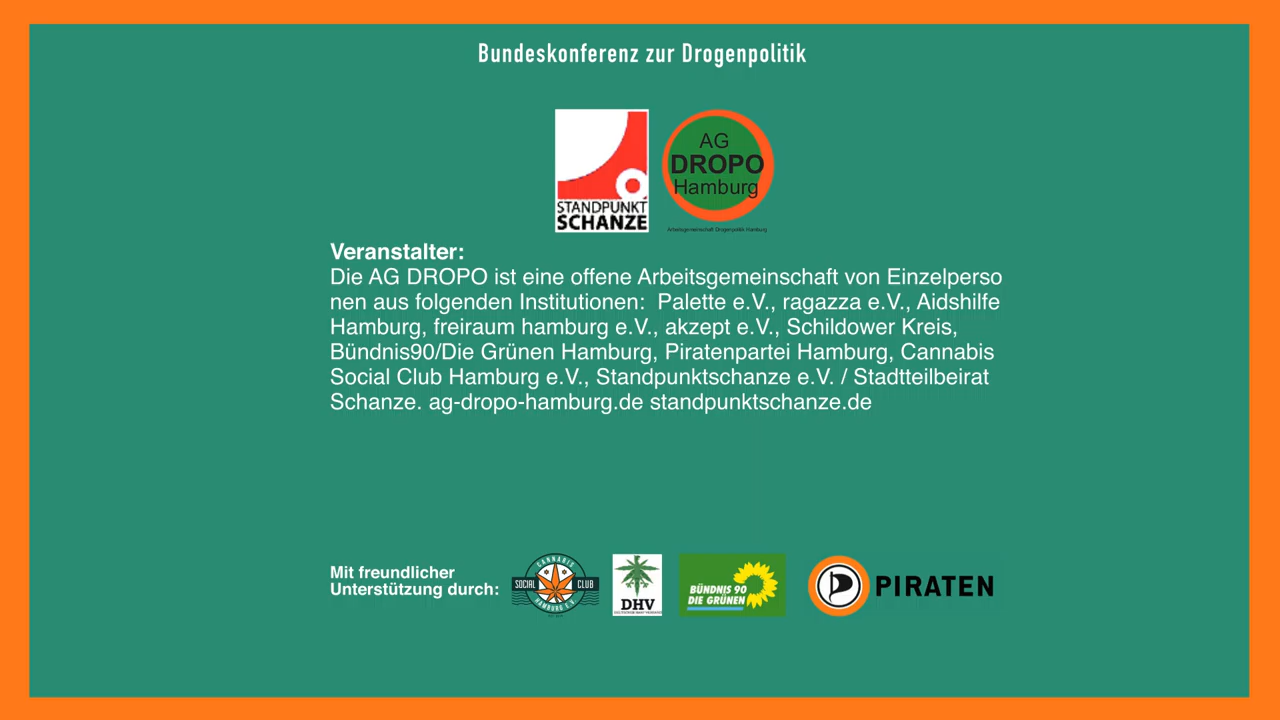 Bundeskonferenz zur Drogenpolitik
STANDPUNKT
SCHANZE
AG
DROPO
Hamburg
Arbeitsgemeinschaft Drogenpolitik Hamburg
Veranstalter:
Die AG DROPO ist eine offene Arbeitsgemeinschaft von Einzelperso
nen aus folgenden Institutionen:  Palette e.V., ragazza e.V., Aidshilfe
Hamburg, freiraum hamburg e.V., akzept e.V., Schildower Kreis,
Bündnis90/Die Grünen Hamburg, Piratenpartei Hamburg, Cannabis
Social Club Hamburg e.V., Standpunktschanze e.V. / Stadtteilbeirat
Schanze. ag-dropo-hamburg.de standpunktschanze.de
Mit freundlicher
Unterstützung durch:
CANNABIS
SOCIAL CLUB
HAMBURG E.V.
DHV
BÜNDNIS 90
DIE GRÜNEN
PIRATEN